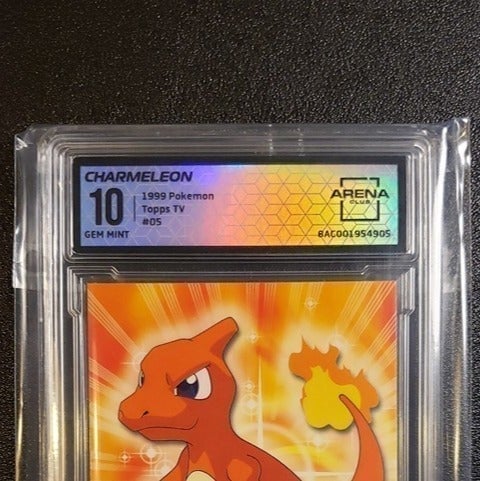 CHARMELEON
10
GEM MINT
1999 Pokemon
Topps TV
#05
ARENA
CLUB
8AC001954905